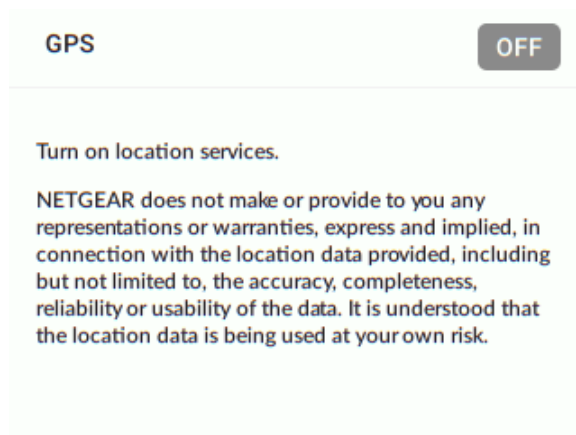 GPS
OFF
Turn on location services.
NETGEAR does not make or provide to you any
representations or warranties, express and implied, in
connection with the location data provided, including
but not limited to, the accuracy, completeness,
reliability or usability of the data. It is understood that
the location data is being used at your own risk.